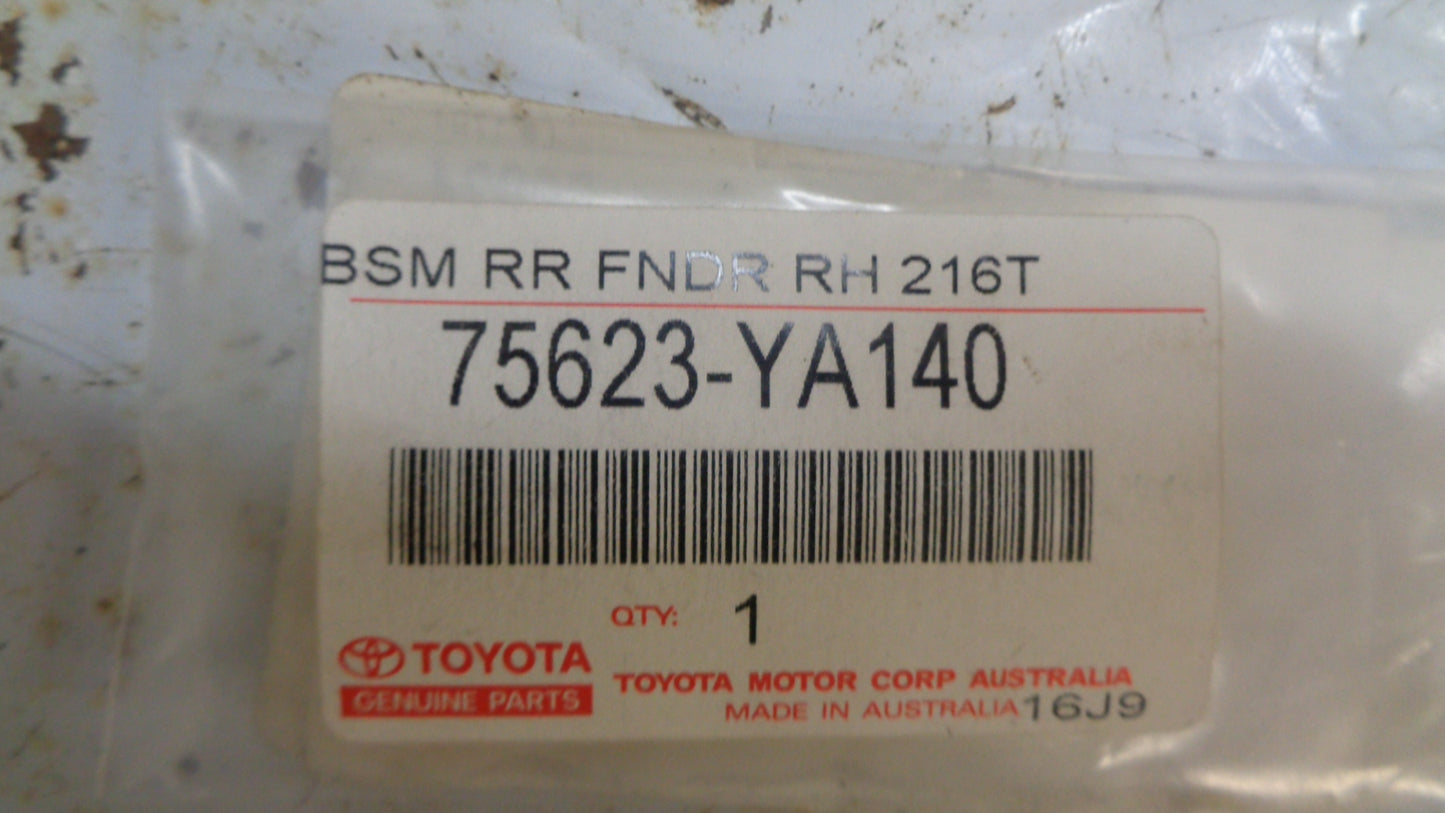 BSM RR FNDR RH 216T
75623-YA140
QTY: 1
TOYOTA
GENUINE PARTS
TOYOTA MOTOR CORP AUSTRALIA
MADE IN AUSTRALIA 16J9